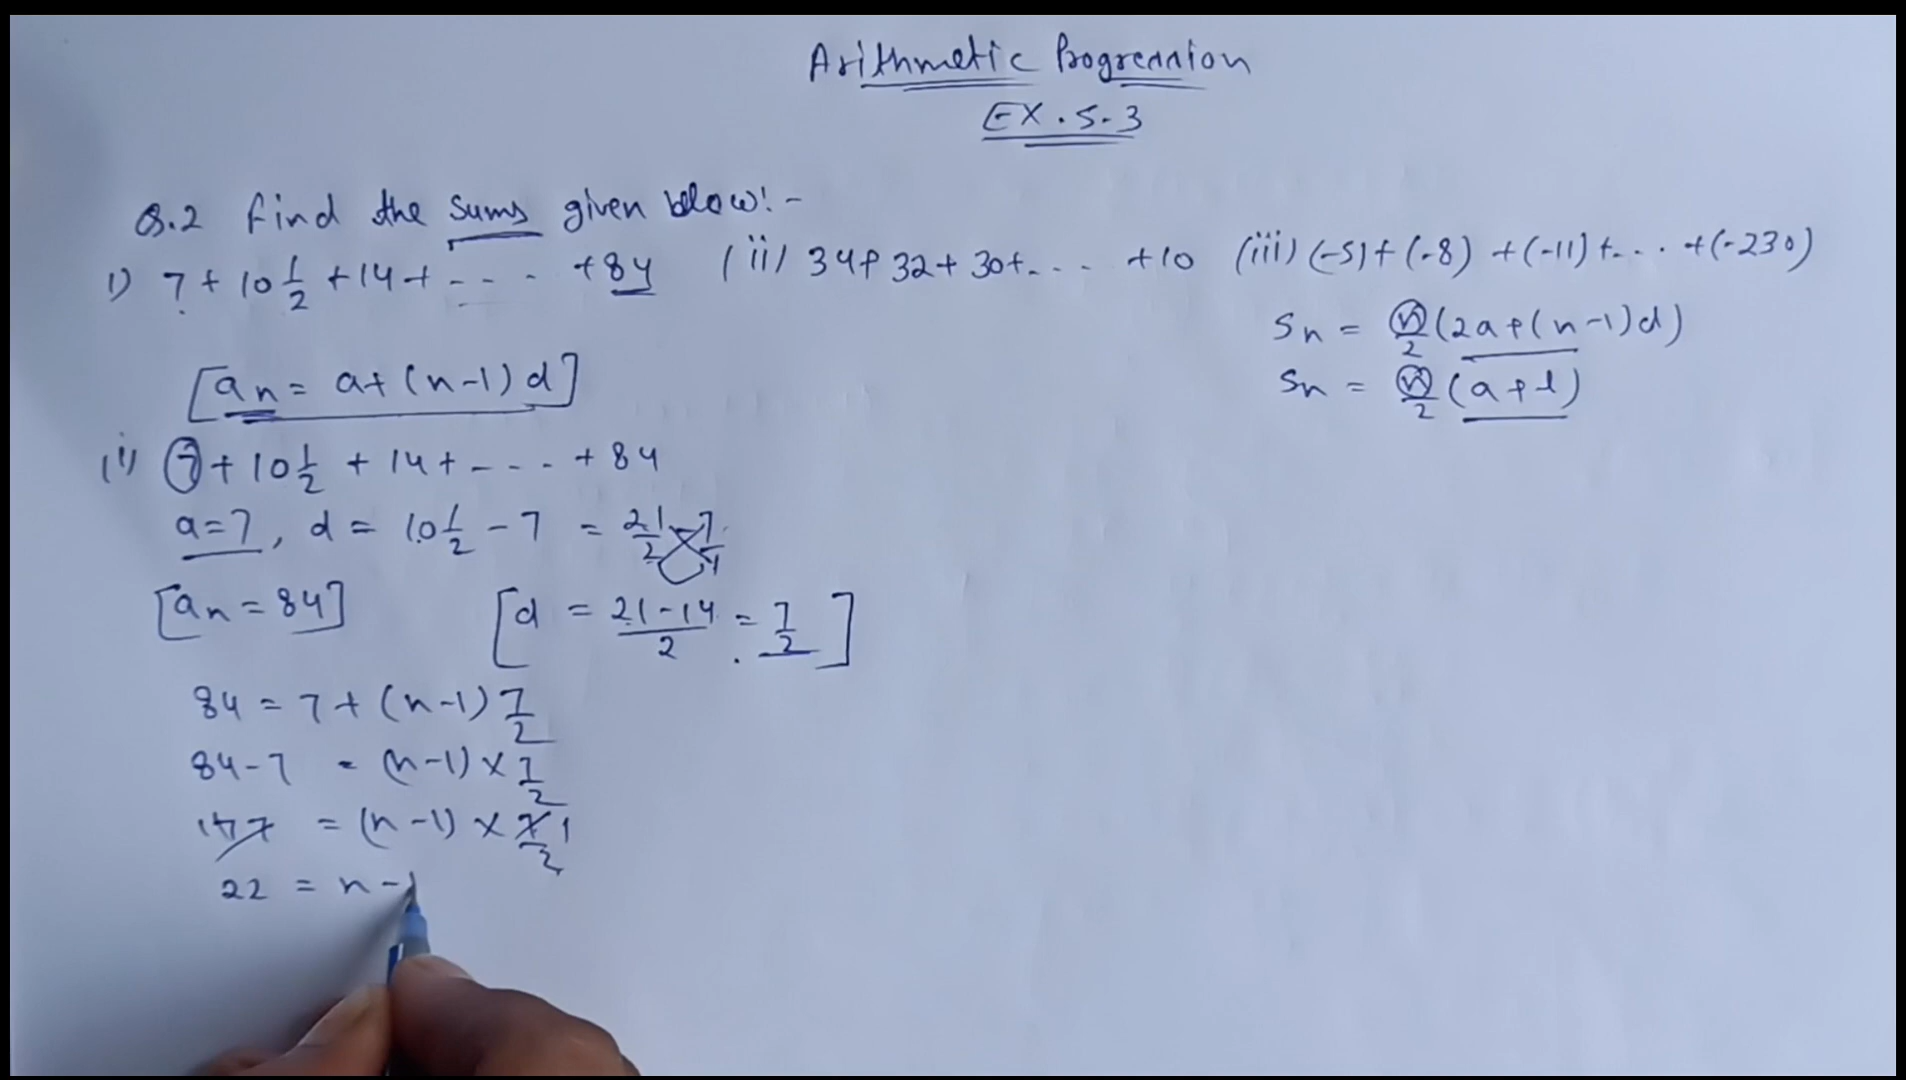 Arithmetic Progression
EX. 5.3
Q.2 Find the sums given below:-
i) 7 + 10 1/2 + 14 + - - - - + 84 (ii) 34 + 32 + 30 + - - - + 10 (iii) (-5) + (-8) + (-11) + ... + (-230)
Sn = n/2 (2a + (n-1)d)
[an = a + (n-1) d]
Sn = n/2 (a + l)
(i) 7 + 10 1/2 + 14 + - - - - + 84
a = 7, d = 10 1/2 - 7 = 21/2 - 7/1
[an = 84] [d = 21-14/2 = 7/2]
84 = 7 + (n-1) 7/2
84 - 7 = (n-1) × 7/2
= (n-1) × 7/2 1
22 = n - 1